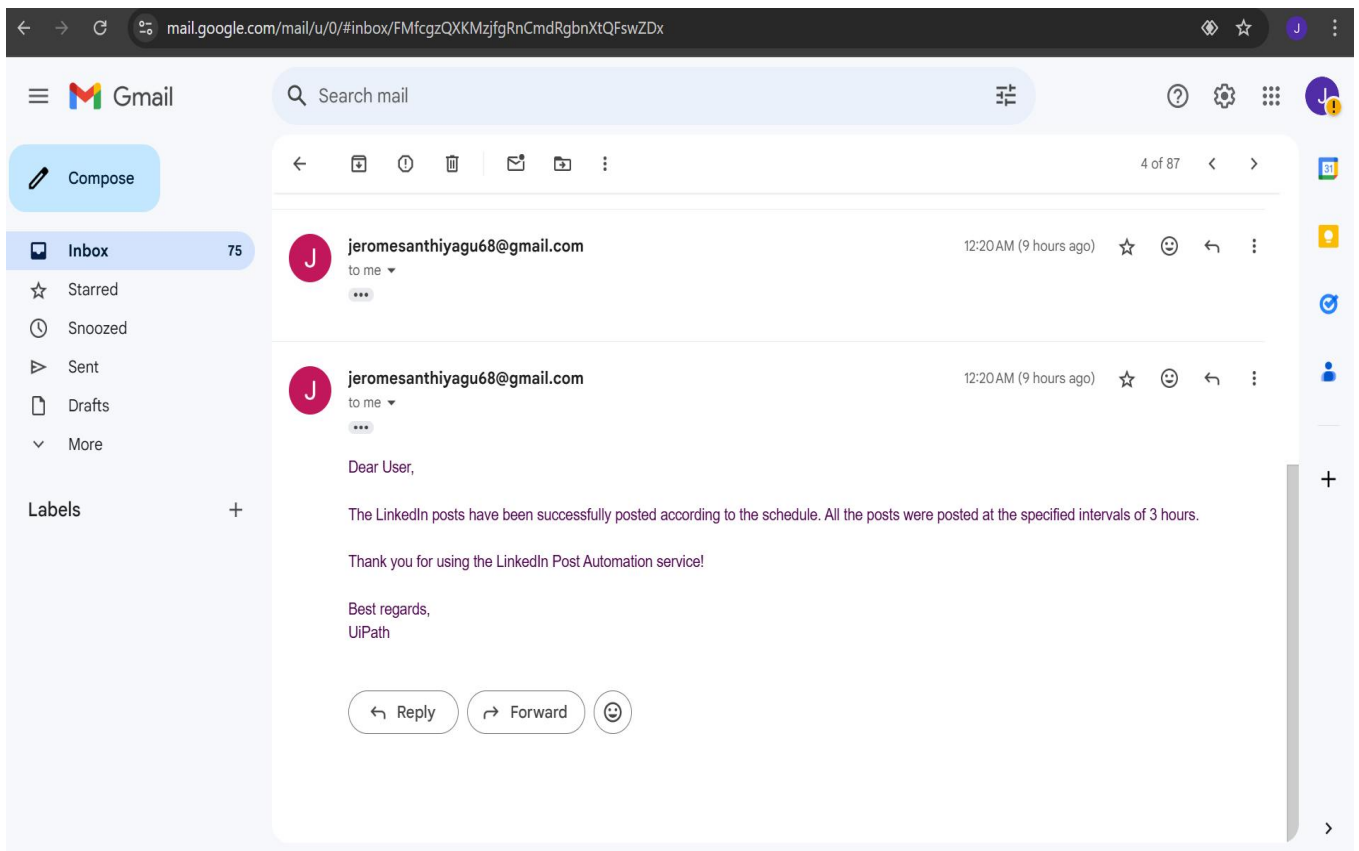 mail.google.com/mail/u/0/#inbox/FMfcgzQXKMzjfgRnCmdRgbnXtQFswZDx
J
Gmail
Search mail
J
Compose
4 of 87
31
Inbox 75
Starred
Snoozed
Sent
Drafts
More
Labels
J
jeromesanthiyagu68@gmail.com 12:20 AM (9 hours ago)
to me
J
jeromesanthiyagu68@gmail.com 12:20 AM (9 hours ago)
to me
Dear User,
The LinkedIn posts have been successfully posted according to the schedule. All the posts were posted at the specified intervals of 3 hours.
Thank you for using the LinkedIn Post Automation service!
Best regards,
UiPath
Reply
Forward